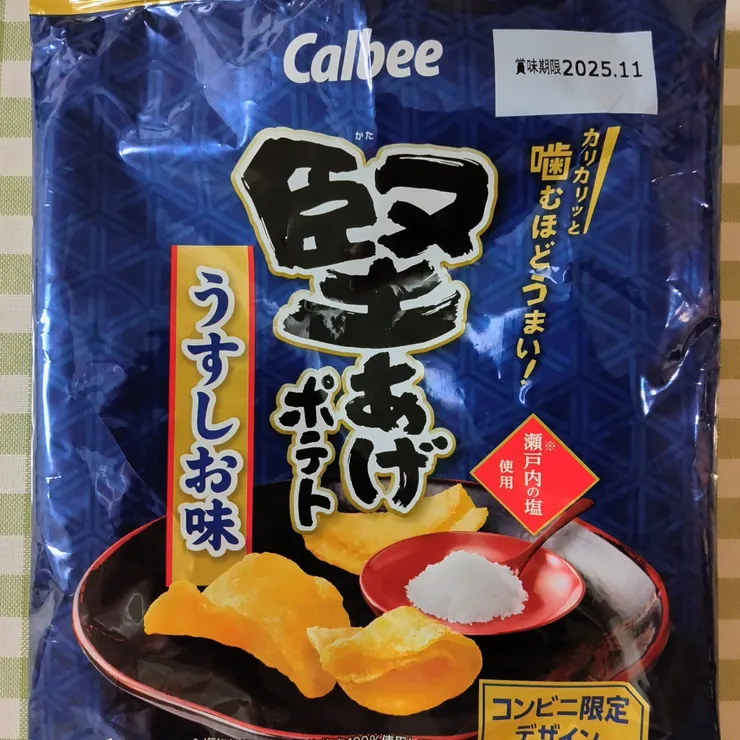 Calbee
賞味期限2025.11
かた
堅あげ
ポテト
カリカリッと
噛むほどうまい!
うすしお味
※
瀬戸内の塩
使用
コンビニ限定
デザイン